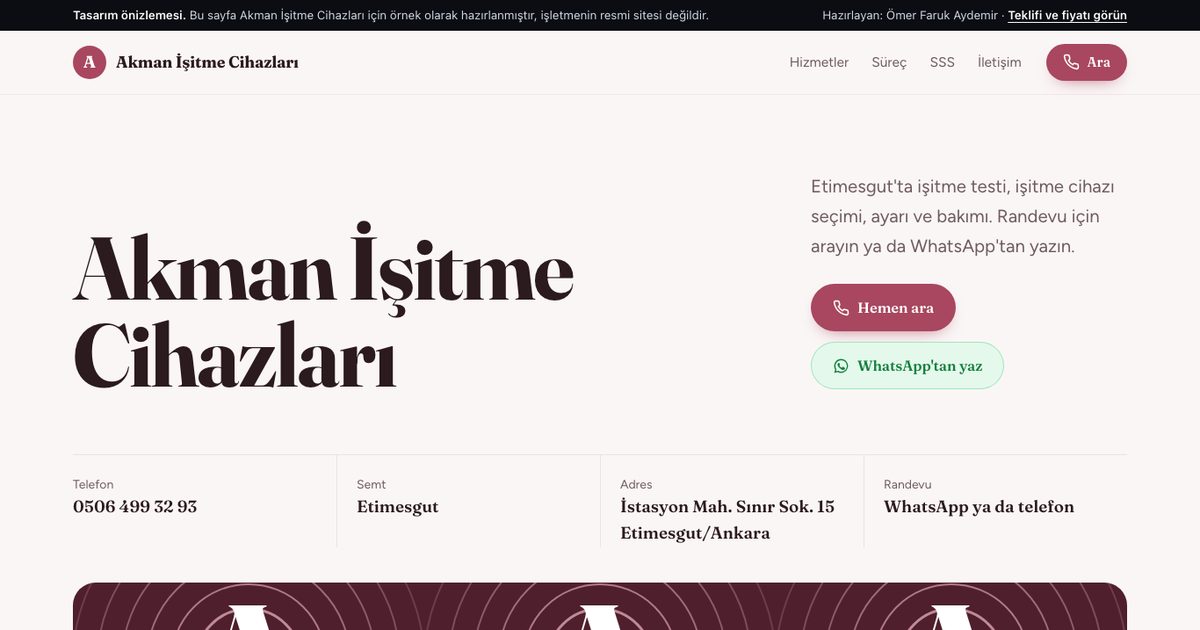 Tasarım önizlemesi. Bu sayfa Akman İşitme Cihazları için örnek olarak hazırlanmıştır, işletmenin resmi sitesi değildir.
Hazırlayan: Ömer Faruk Aydemir · Teklifi ve fiyatı görün
A Akman İşitme Cihazları
Hizmetler Süreç SSS İletişim Ara
Etimesgut'ta işitme testi, işitme cihazı
seçimi, ayarı ve bakımı. Randevu için
arayın ya da WhatsApp'tan yazın.
Akman İşitme
Cihazları
Hemen ara
WhatsApp'tan yaz
Telefon
0506 499 32 93
Semt
Etimesgut
Adres
İstasyon Mah. Sınır Sok. 15
Etimesgut/Ankara
Randevu
WhatsApp ya da telefon
A A A